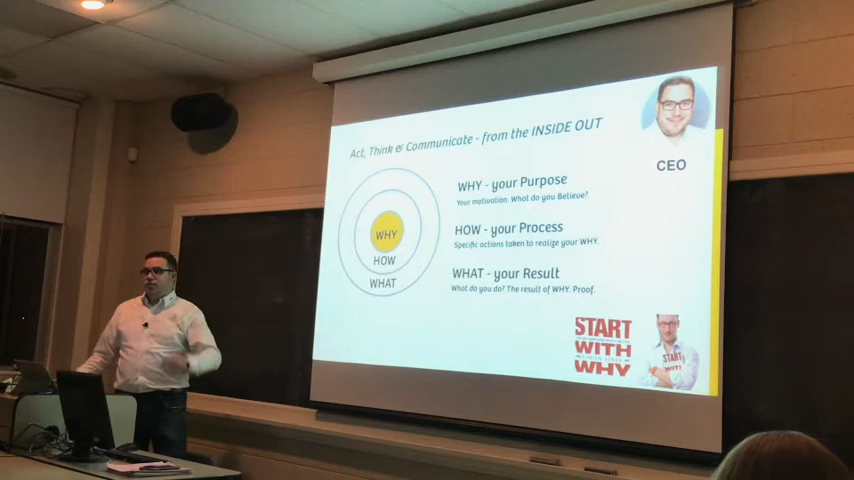 Act, Think & Communicate - from the INSIDE OUT
CEO
WHY - your Purpose
Your motivation. What do you Believe?
HOW - your Process
Specific actions taken to realize your WHY.
WHAT - your Result
What do you do? The result of WHY. Proof.
WHY
HOW
WHAT
START
WITH
WHY
START
WITH